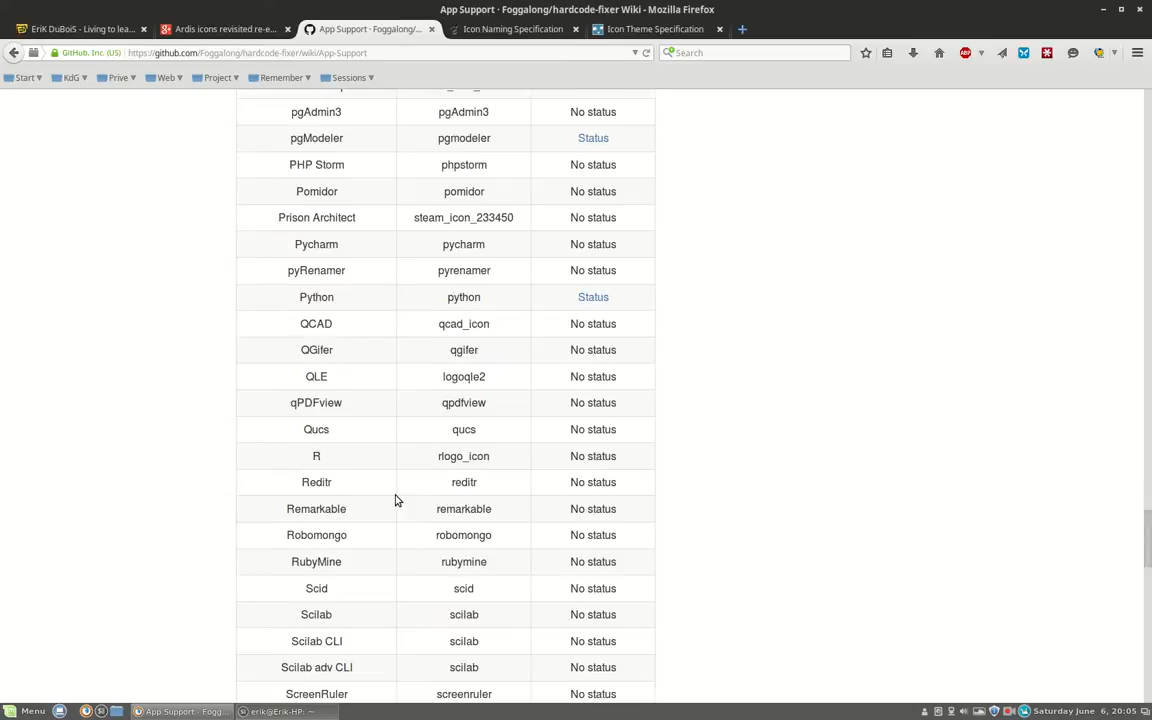 App Support · Foggalong/hardcode-fixer Wiki - Mozilla Firefox
EriK DuBoiS - Living to lea...
Ardis icons revisited re-e...
App Support · Foggalong/...
Icon Naming Specification
Icon Theme Specification
GitHub, Inc. (US)
https://github.com/Foggalong/hardcode-fixer/wiki/App-Support
Search
ABP
Start
KdG
Prive
Web
Project
Remember
Sessions
pgAdmin3 pgAdmin3 No status
pgModeler pgmodeler Status
PHP Storm phpstorm No status
Pomidor pomidor No status
Prison Architect steam_icon_233450 No status
Pycharm pycharm No status
pyRenamer pyrenamer No status
Python python Status
QCAD qcad_icon No status
QGifer qgifer No status
QLE logoqle2 No status
qPDFview qpdfview No status
Qucs qucs No status
R rlogo_icon No status
Reditr reditr No status
Remarkable remarkable No status
Robomongo robomongo No status
RubyMine rubymine No status
Scid scid No status
Scilab scilab No status
Scilab CLI scilab No status
Scilab adv CLI scilab No status
ScreenRuler screenruler No status
Menu
App Support · Fogg...
erik@Erik-HP: ~
Saturday June 6, 20:05